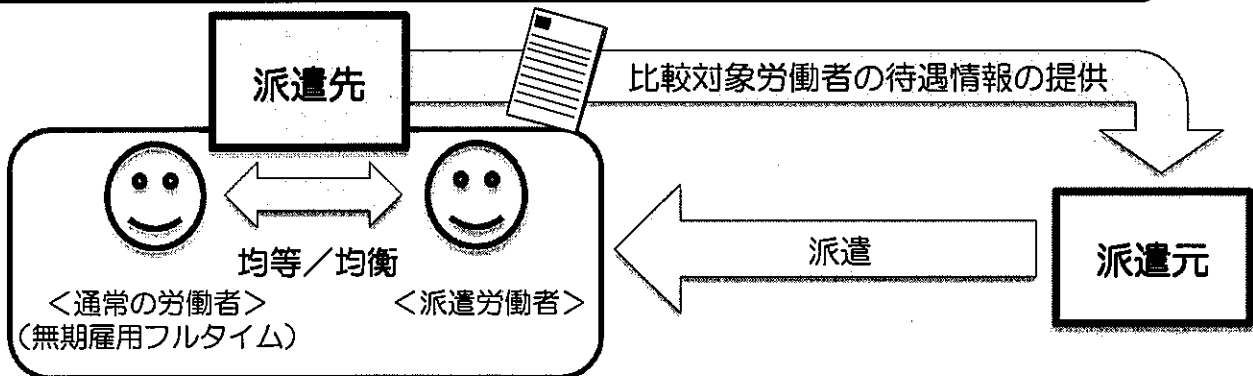 派遣先
比較対象労働者の待遇情報の提供
派遣
派遣元
均等／均衡
＜通常の労働者＞
（無期雇用フルタイム）
＜派遣労働者＞